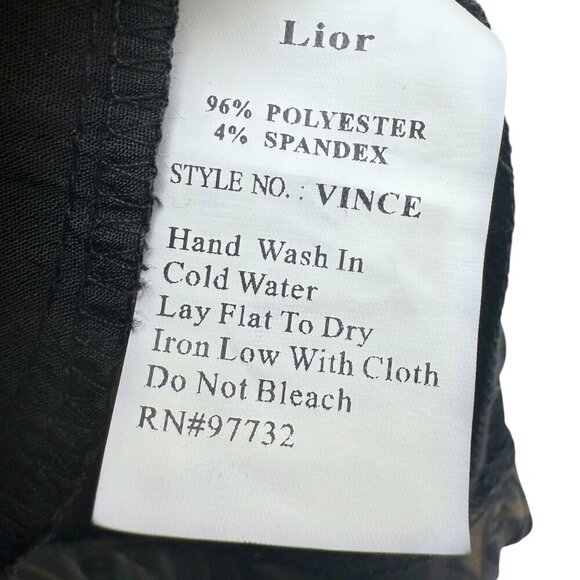 Lior
96% POLYESTER
4% SPANDEX
STYLE NO.: VINCE
Hand Wash In
Cold Water
Lay Flat To Dry
Iron Low With Cloth
Do Not Bleach
RN#97732